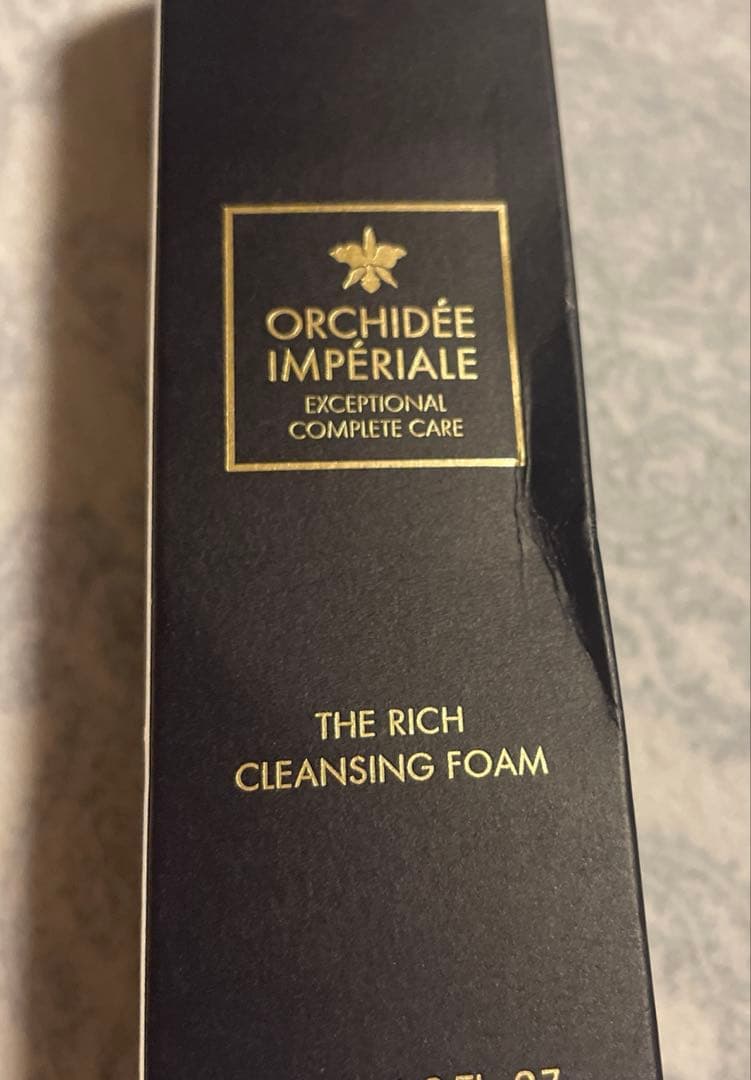 ORCHIDÉE
IMPÉRIALE
EXCEPTIONAL
COMPLETE CARE
THE RICH
CLEANSING FOAM